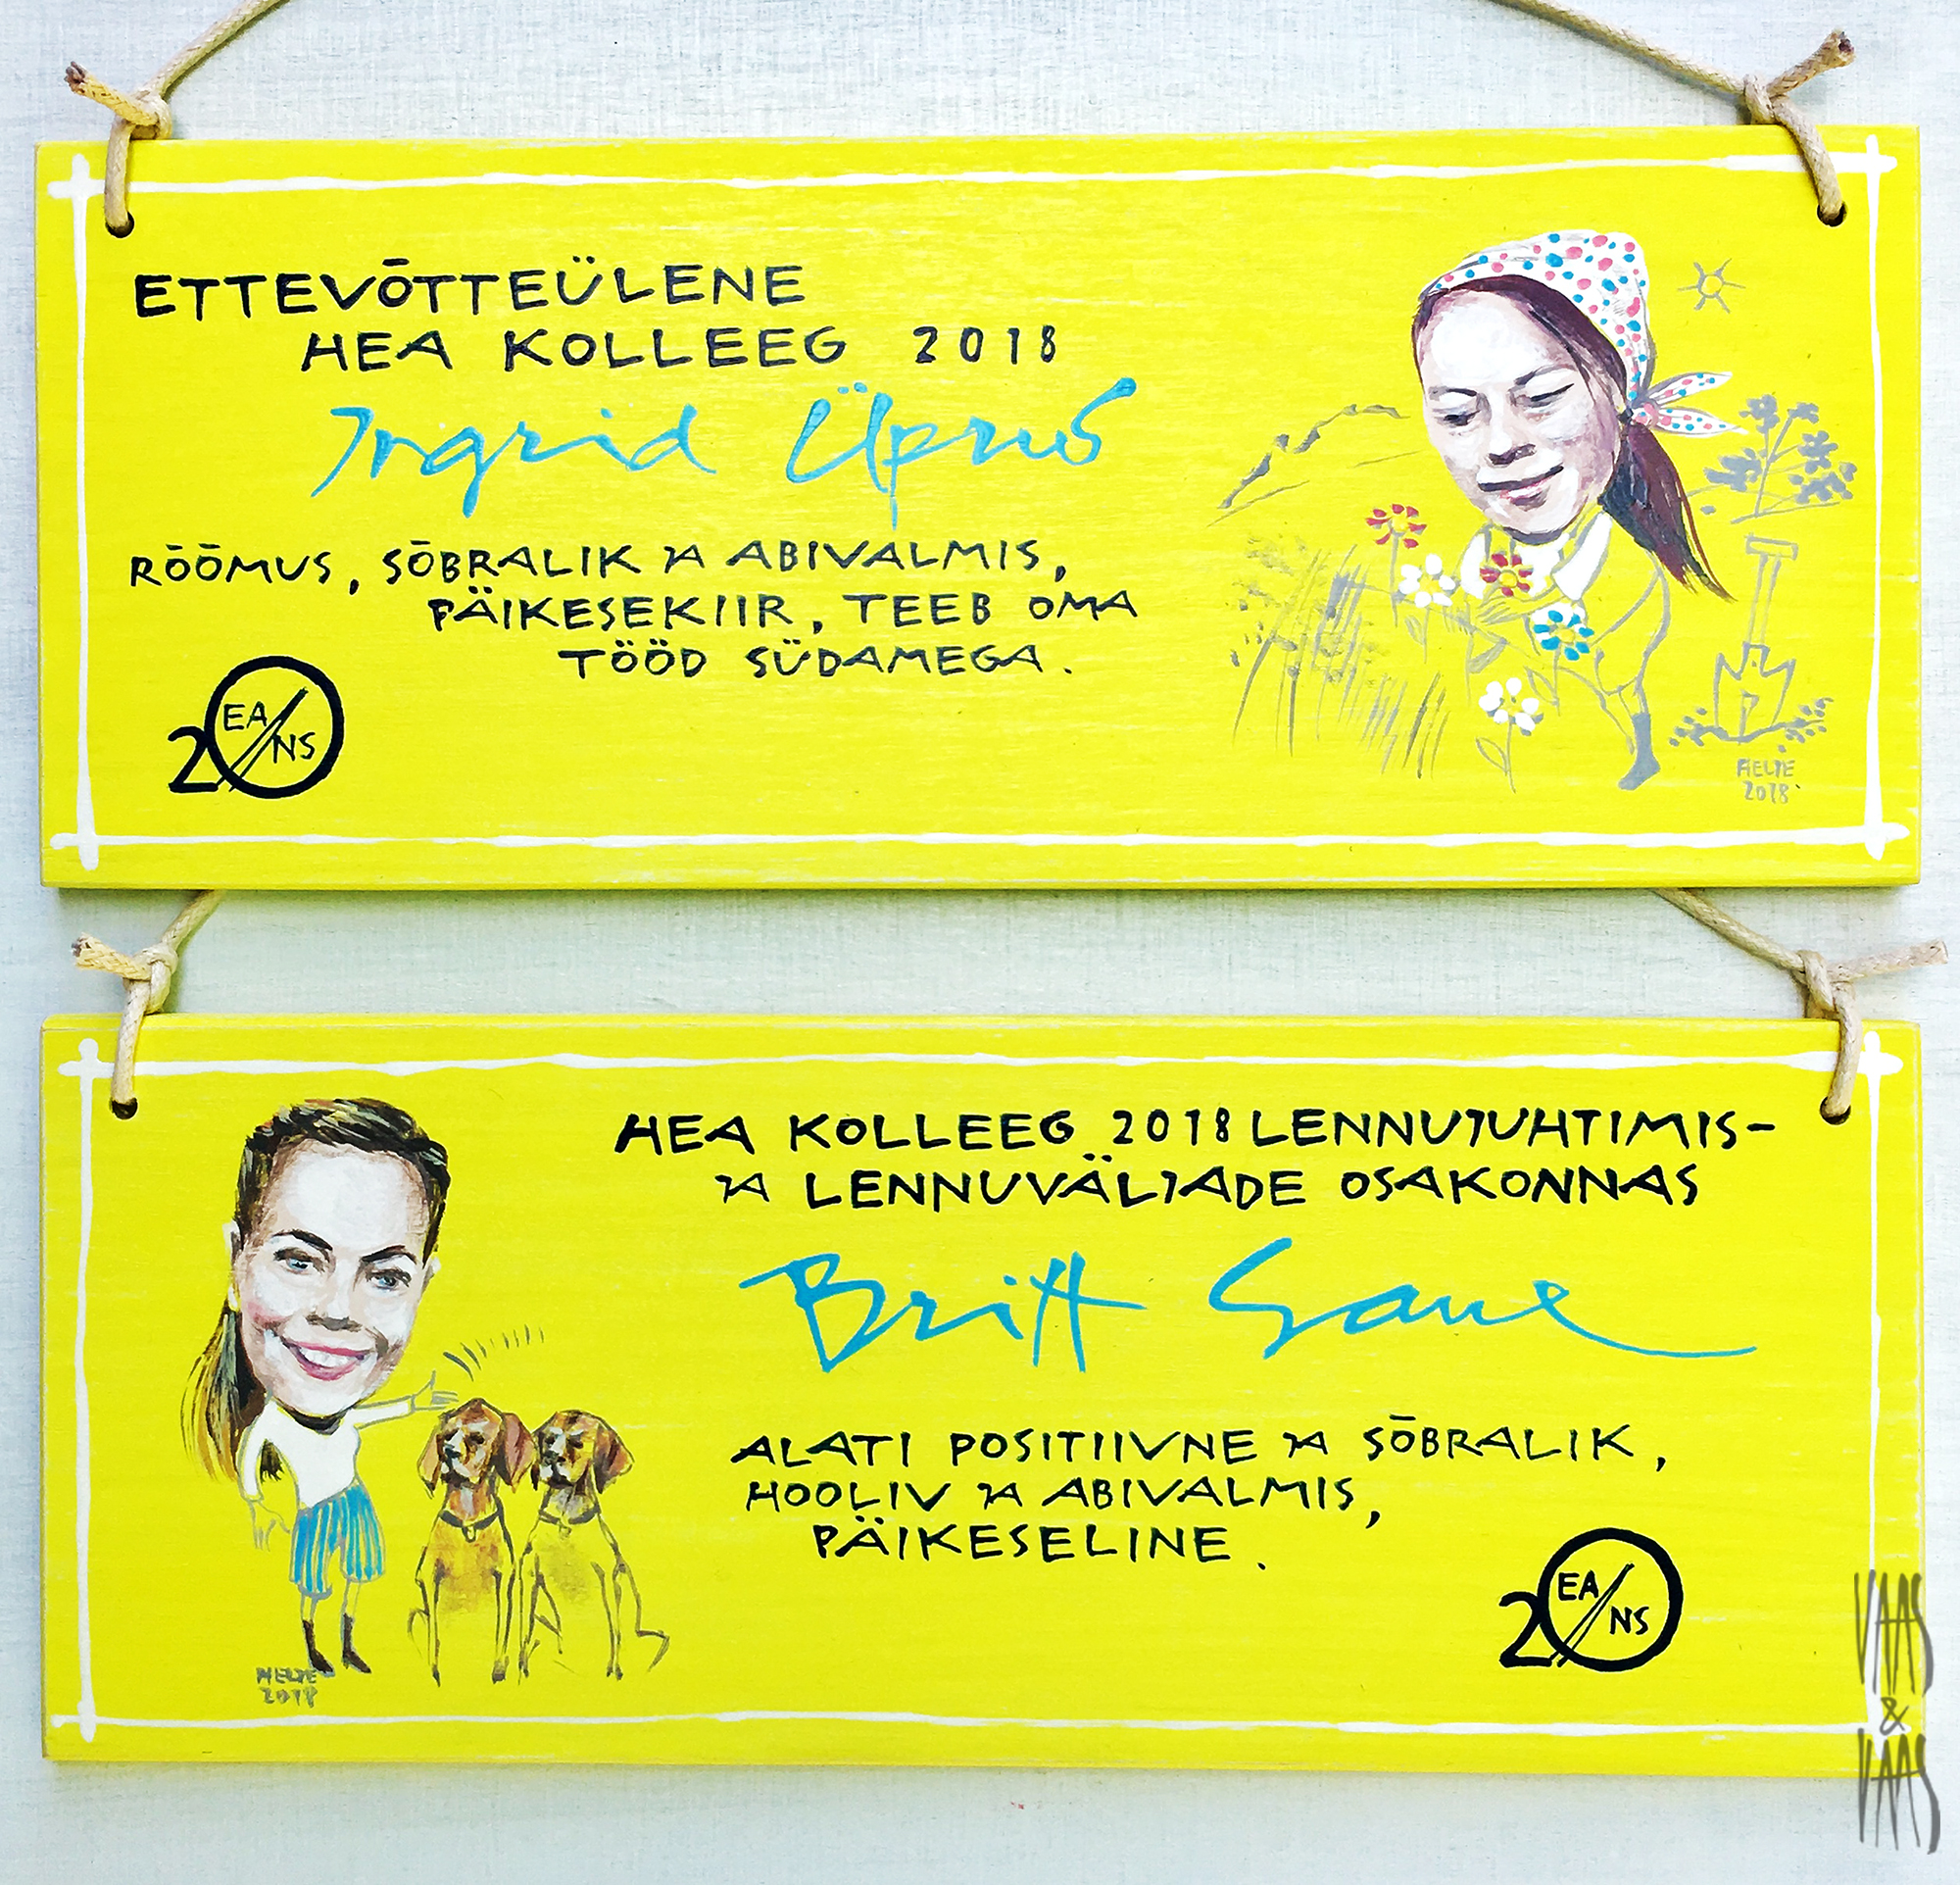 ETTEVÕTTEÜLENE
HEA KOLLEEG 2018
Ingrid Üprus
RÕÕMUS, SÕBRALIK JA ABIVALMIS,
PÄIKESEKIIR, TEEB OMA
TÖÖD SÜDAMEGA.
20 EA/NS
HELJE
2018
HEA KOLLEEG 2018 LENNUJUHTIMIS-
JA LENNUVÄLJADE OSAKONNAS
Britt Saue
ALATI POSITIIVNE JA SÕBRALIK,
HOOLIV JA ABIVALMIS,
PÄIKESELINE.
20 EA/NS
HELJE
2018
VAAS
&
VAAS